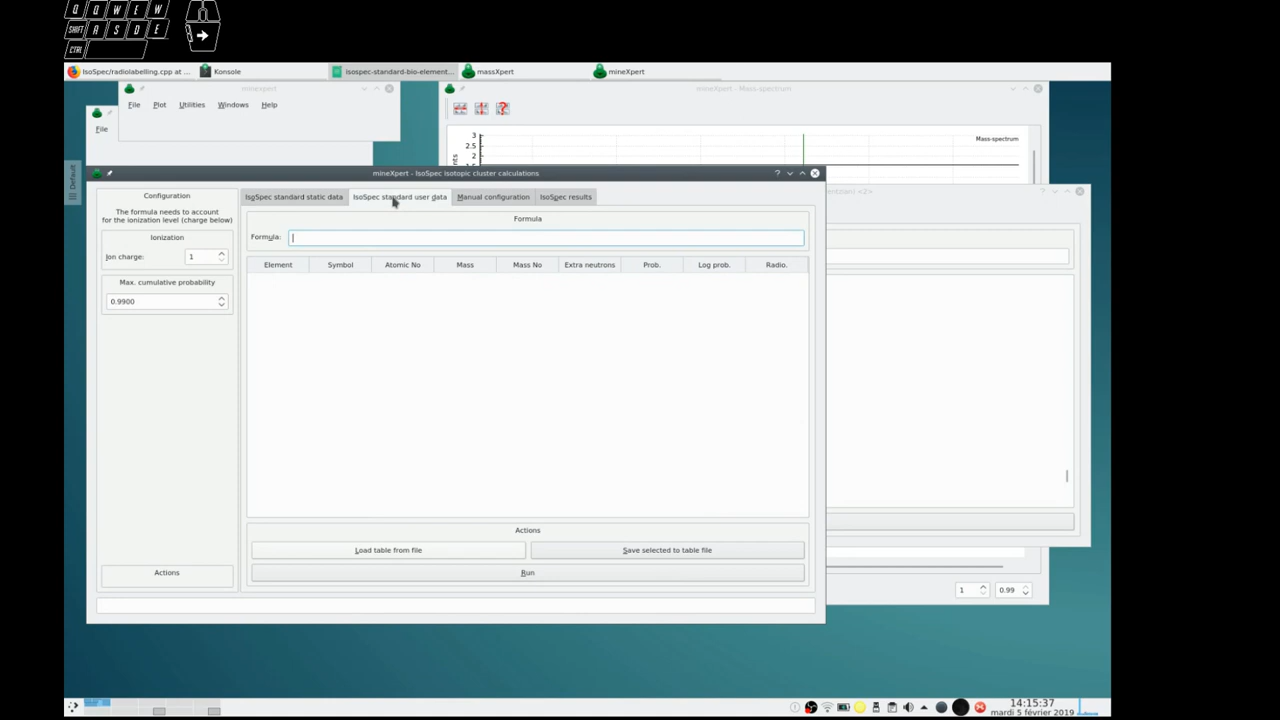 Q Q W E W
SHIFT A S D E
CTRL
IsoSpec/radiolabelling.cpp at ...
Konsole
isospec-standard-bio-element...
massXpert
mineXpert
minexpert
File Plot Utilities Windows Help
File
mineXpert - Mass-spectrum
3
2.5
2
Mass-spectrum
Default
mineXpert - IsoSpec isotopic cluster calculations
Configuration
The formula needs to account
for the ionization level (charge below)
Ionization
Ion charge: 1
Max. cumulative probability
0.9900
Actions
IsoSpec standard static data
IsoSpec standard user data
Manual configuration
IsoSpec results
Formula
Formula:
Element Symbol Atomic No Mass Mass No Extra neutrons Prob. Log prob. Radio.
Actions
Load table from file
Save selected to table file
Run
1
0.99
14:15:37
mardi 5 février 2019